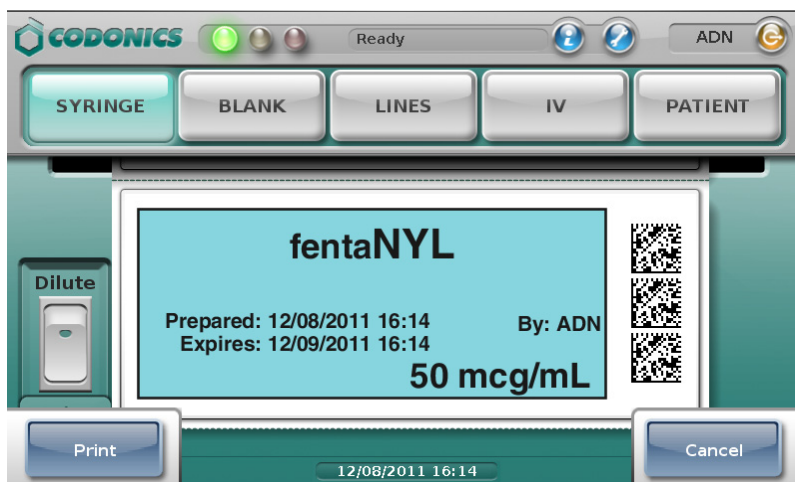 CODONICS Ready ADN
SYRINGE BLANK LINES IV PATIENT
fentaNYL
Dilute
Prepared: 12/08/2011 16:14 By: ADN
Expires: 12/09/2011 16:14
50 mcg/mL
Print Cancel
12/08/2011 16:14